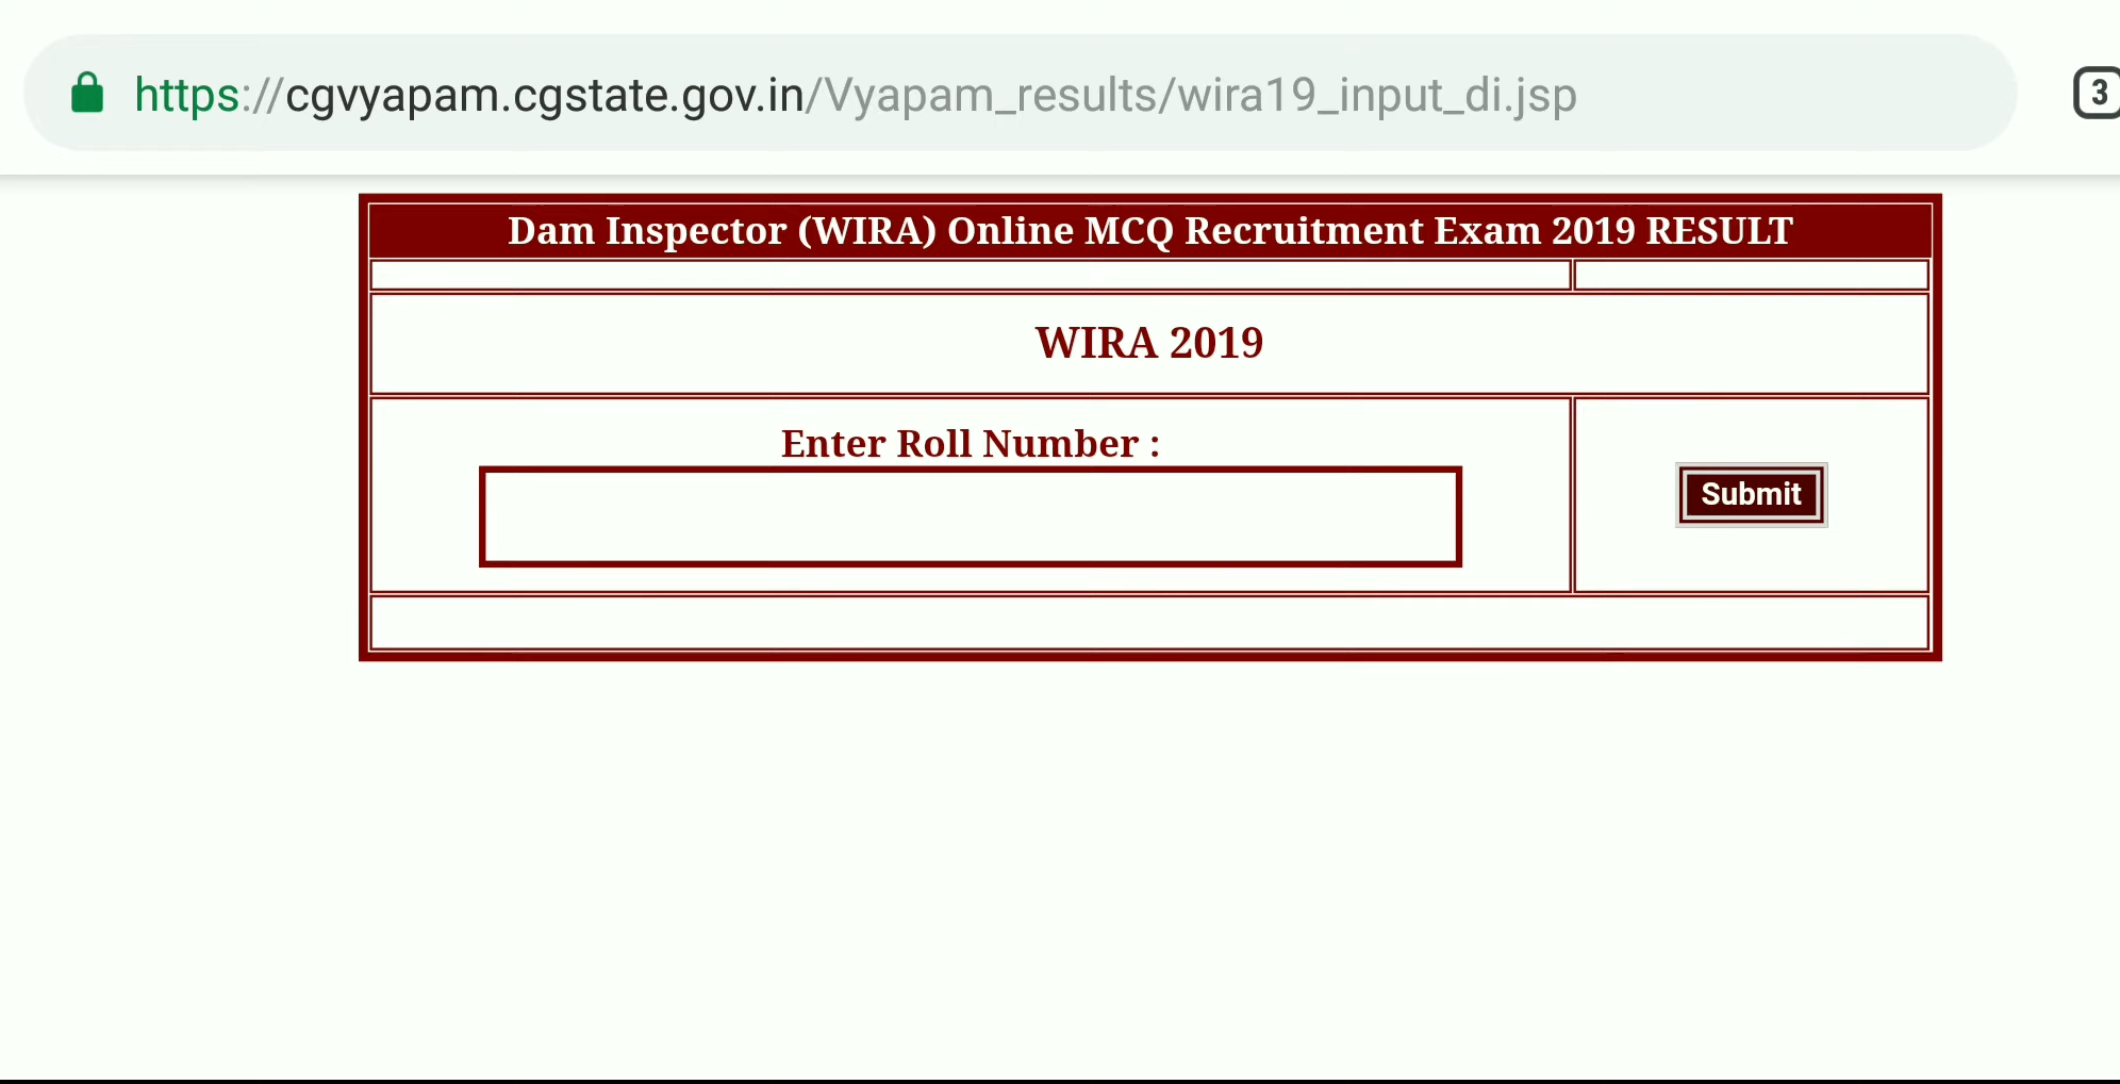 https://cgvyapam.cgstate.gov.in/Vyapam_results/wira19_input_di.jsp
3
Dam Inspector (WIRA) Online MCQ Recruitment Exam 2019 RESULT
WIRA 2019
Enter Roll Number :
Submit